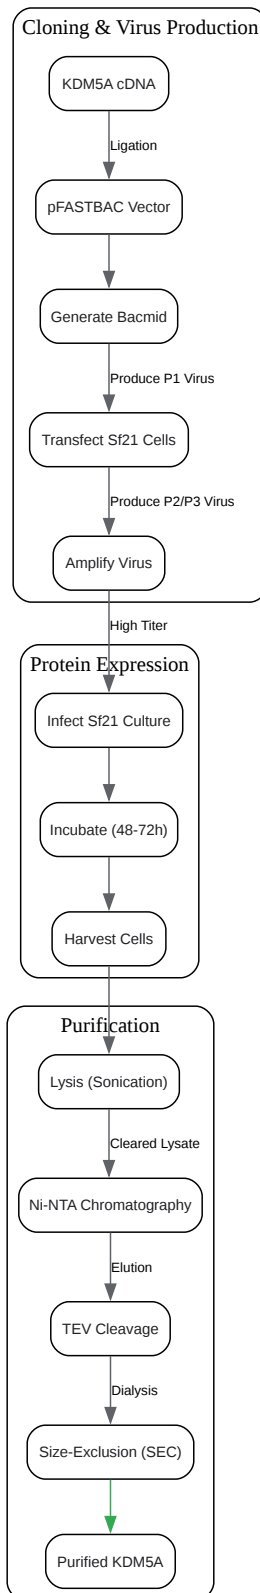 Cloning & Virus Production
KDM5A cDNA
Ligation
pFASTBAC Vector
Generate Bacmid
Produce P1 Virus
Transfect Sf21 Cells
Produce P2/P3 Virus
Amplify Virus
High Titer
Protein Expression
Infect Sf21 Culture
Incubate (48-72h)
Harvest Cells
Purification
Lysis (Sonication)
Cleared Lysate
Ni-NTA Chromatography
Elution
TEV Cleavage
Dialysis
Size-Exclusion (SEC)
Purified KDM5A